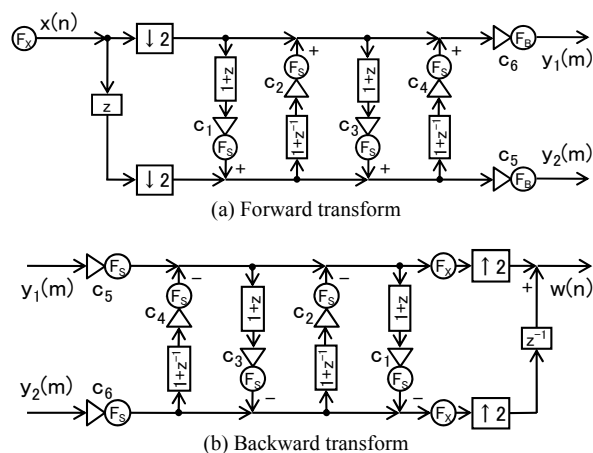 Fx x(n) ↓ 2 + + c6 FB y1(m)
1+z FS 1+z FS
z c2 c4
c1 1+z⁻¹ c3 1+z⁻¹
FS FS c5
↓ 2 + + FB y2(m)
(a) Forward transform
FS − − FX ↑ 2
y1(m) c5 FS FS + w(n)
c4 1+z c2 1+z
z⁻¹
1+z⁻¹ c3 1+z⁻¹ c1
y2(m) c6 FS FS
FS − − FX ↑ 2
(b) Backward transform